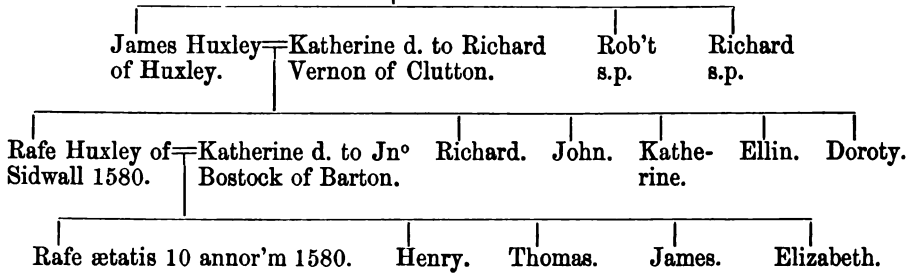 James Huxley=Katherine d. to Richard Rob't Richard
of Huxley. Vernon of Clutton. s.p. s.p.
Rafe Huxley of=Katherine d. to Jnº Richard. John. Kathe- Ellin. Doroty.
Sidwall 1580. Bostock of Barton. rine.
Rafe ætatis 10 annor'm 1580. Henry. Thomas. James. Elizabeth.